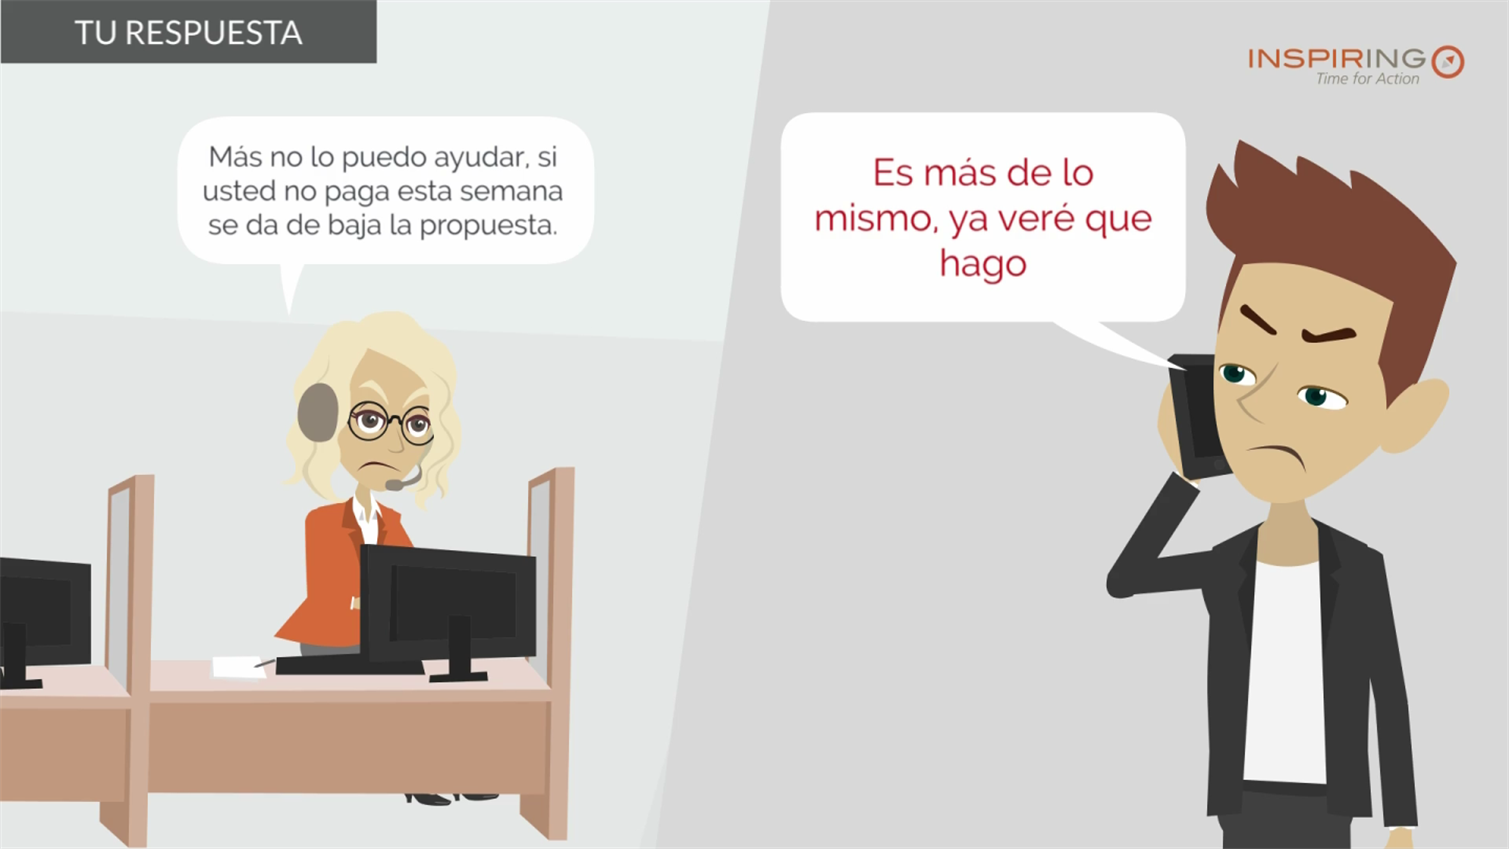 TU RESPUESTA
INSPIRING
Time for Action
Más no lo puedo ayudar, si
usted no paga esta semana
se da de baja la propuesta.
Es más de lo
mismo, ya veré que
hago